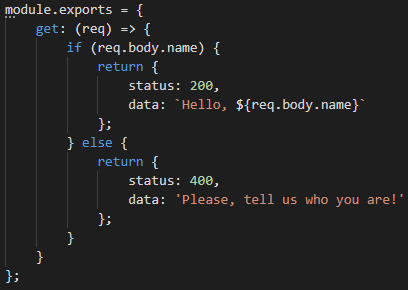 module.exports = {
    get: (req) => {
        if (req.body.name) {
            return {
                status: 200,
                data: `Hello, ${req.body.name}`
            };
        } else {
            return {
                status: 400,
                data: 'Please, tell us who you are!'
            };
        }
    }
};